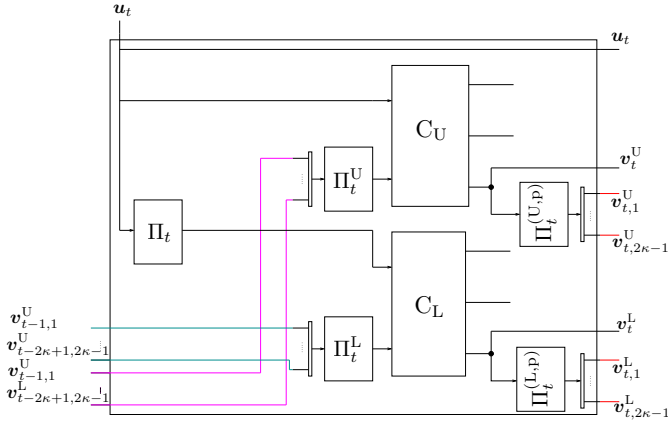 𝒖_t
𝒖_t
C_U
𝒗_t^U
Π_t^U
𝒗_{t,1}^U
Π_t^{(U,p)}
Π_t
𝒗_{t,2κ−1}^U
C_L
𝒗_{t−1,1}^U
𝒗_t^L
𝒗_{t−2κ+1,2κ−1}^U
Π_t^L
𝒗_{t−1,1}^U
𝒗_{t,1}^L
Π_t^{(L,p)}
𝒗_{t−2κ+1,2κ−1}^L
𝒗_{t,2κ−1}^L